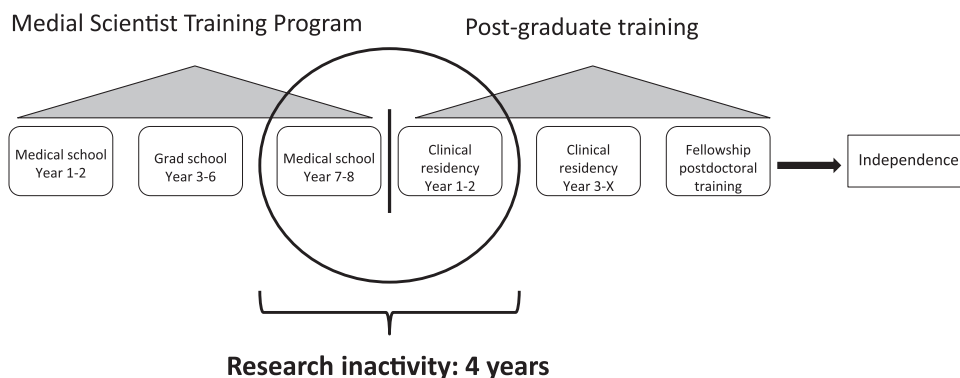 Medial Scientist Training Program
Post-graduate training
Medical school
Year 1-2
Grad school
Year 3-6
Medical school
Year 7-8
Clinical
residency
Year 1-2
Clinical
residency
Year 3-X
Fellowship
postdoctoral
training
Independence
Research inactivity: 4 years